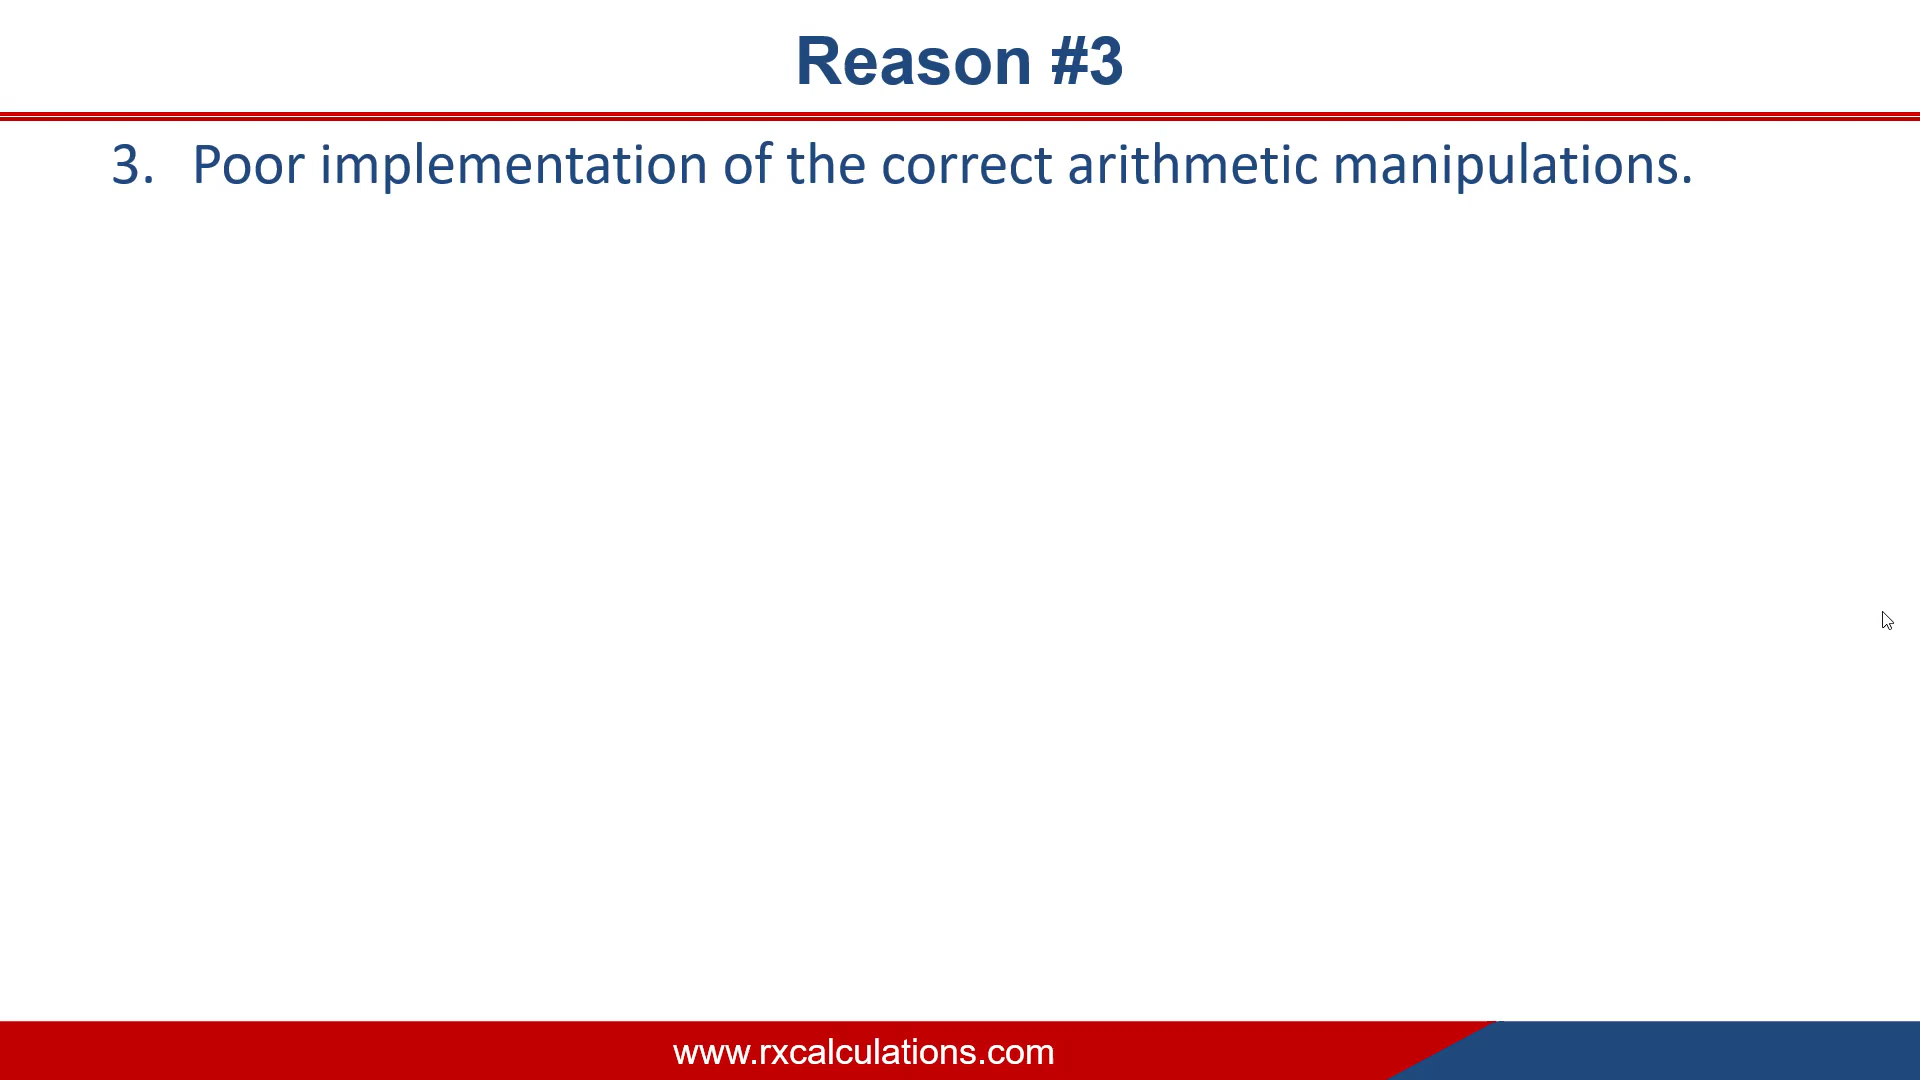 Reason #3
3. Poor implementation of the correct arithmetic manipulations.
www.rxcalculations.com